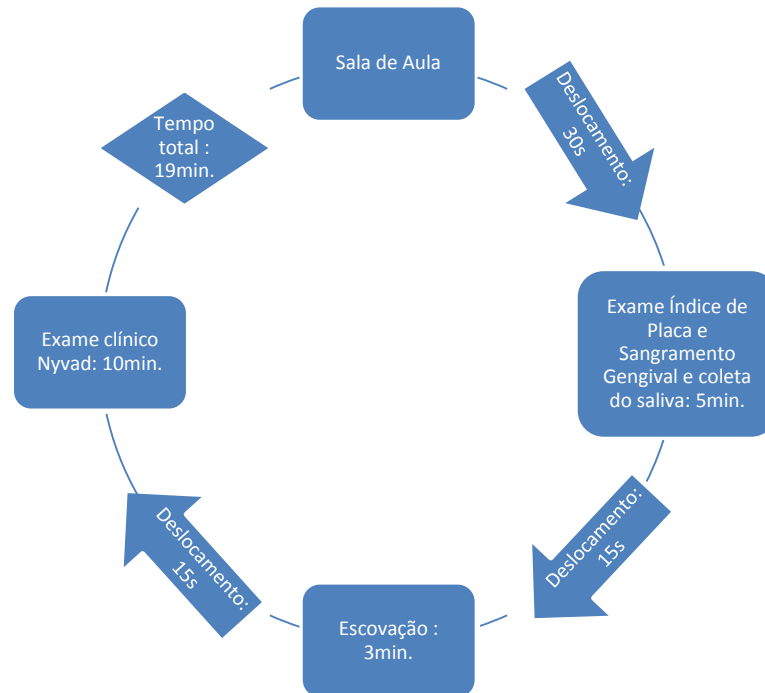 Sala de Aula
Deslocamento:
30s
Exame Índice de
Placa e
Sangramento
Gengival e coleta
do saliva: 5min.
Deslocamento:
15s
Escovação :
3min.
Deslocamento:
15s
Exame clínico
Nyvad: 10min.
Tempo
total :
19min.